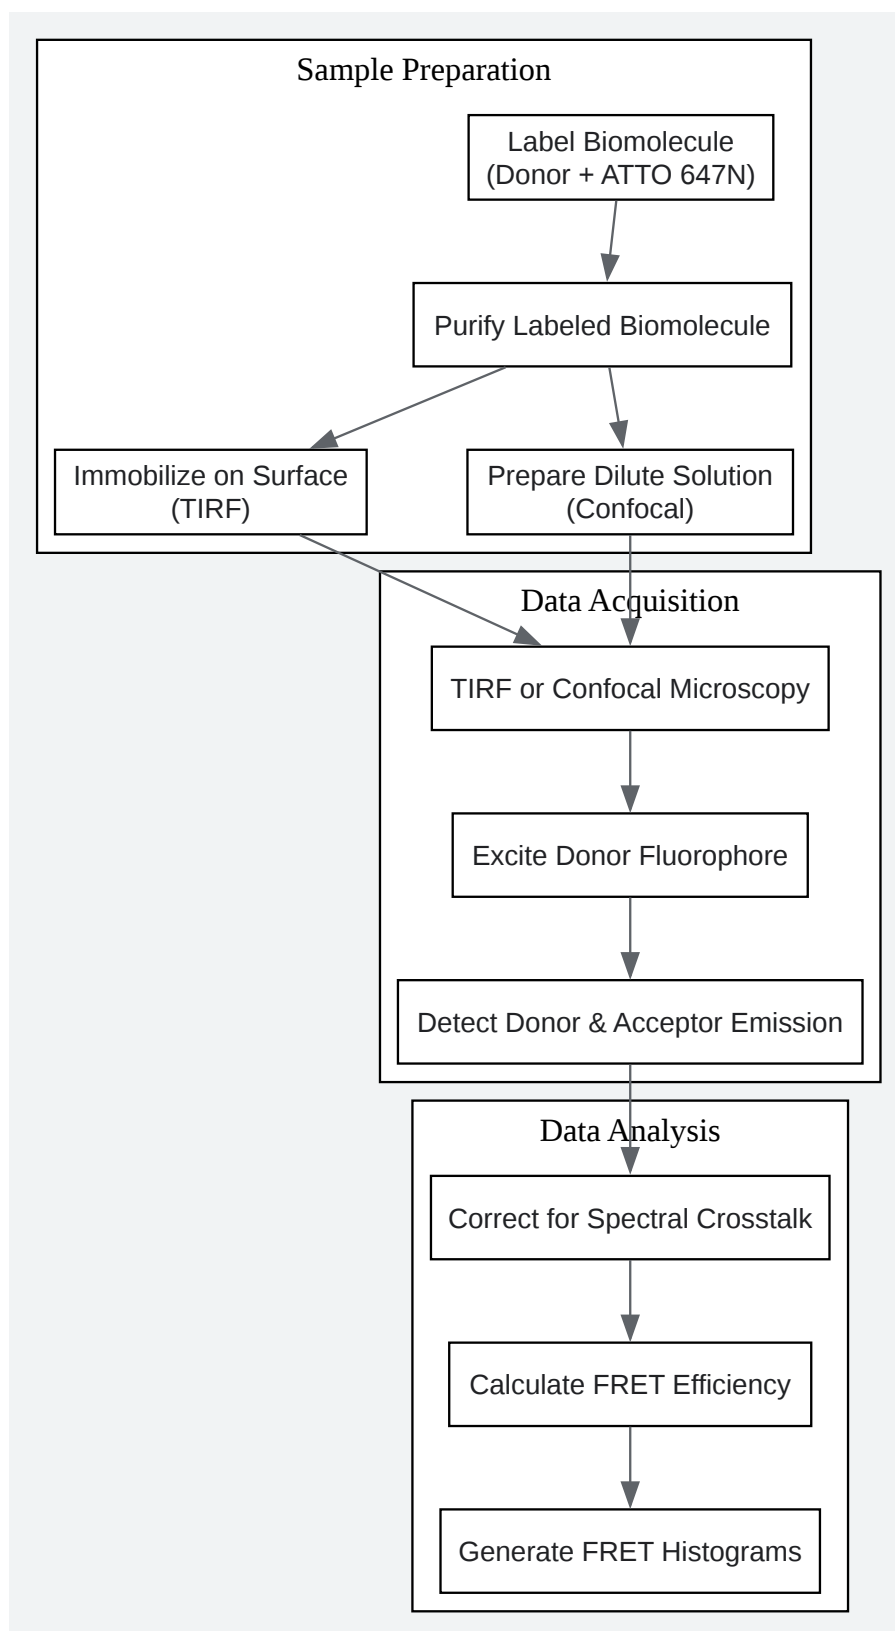 Sample Preparation
Label Biomolecule
(Donor + ATTO 647N)
Purify Labeled Biomolecule
Immobilize on Surface
(TIRF)
Prepare Dilute Solution
(Confocal)
Data Acquisition
TIRF or Confocal Microscopy
Excite Donor Fluorophore
Detect Donor & Acceptor Emission
Data Analysis
Correct for Spectral Crosstalk
Calculate FRET Efficiency
Generate FRET Histograms